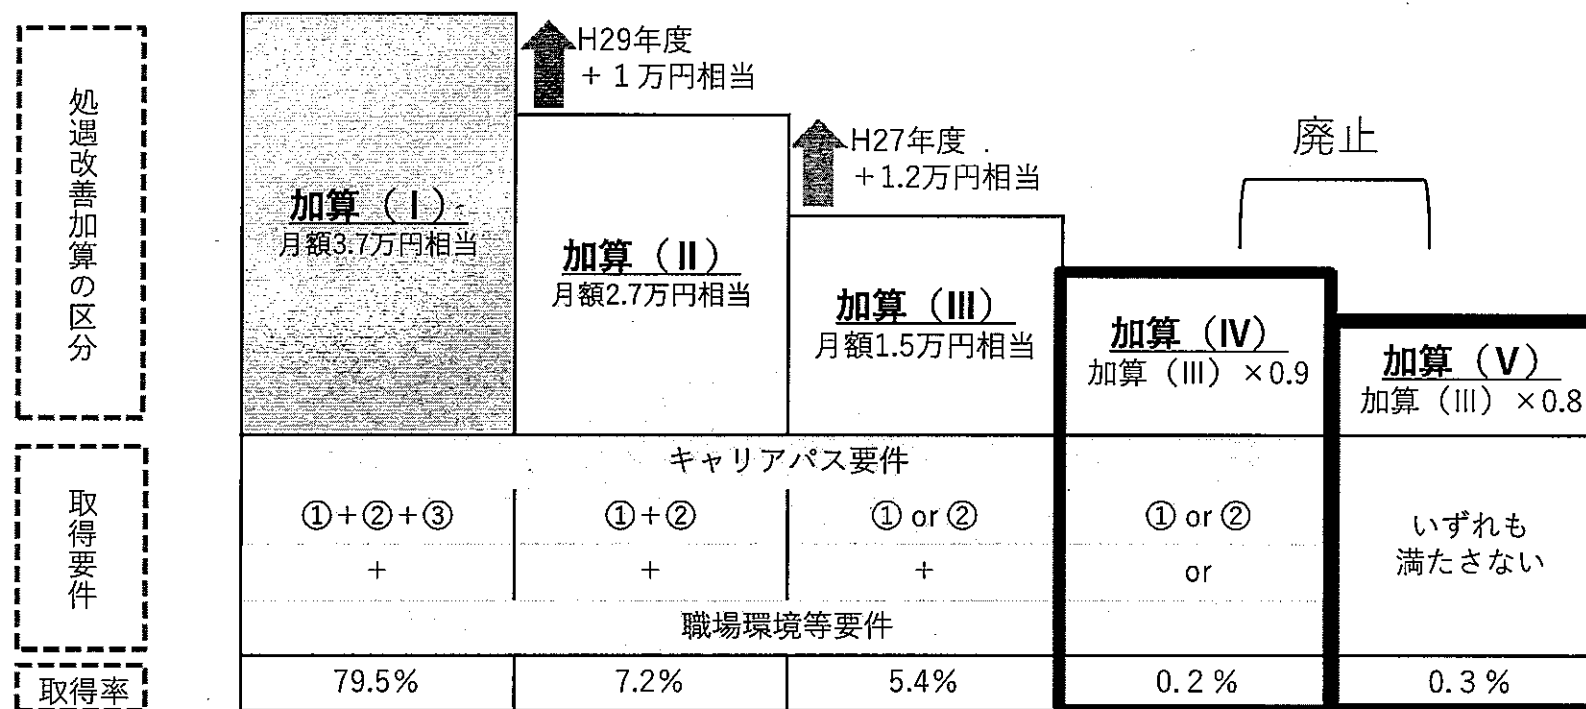 処遇改善加算の区分
取得要件
取得率
H29年度
+ 1 万円相当
H27年度
+1.2万円相当
廃止
加算（Ⅰ）
月額3.7万円相当
加算（Ⅱ）
月額2.7万円相当
加算（Ⅲ）
月額1.5万円相当
加算（Ⅳ）
加算（Ⅲ）×0.9
加算（Ⅴ）
加算（Ⅲ）×0.8
キャリアパス要件
①+②+③
①+②
① or ②
① or ②
いずれも
満たさない
+
+
+
or
職場環境等要件
79.5%
7.2%
5.4%
0.2 %
0.3 %